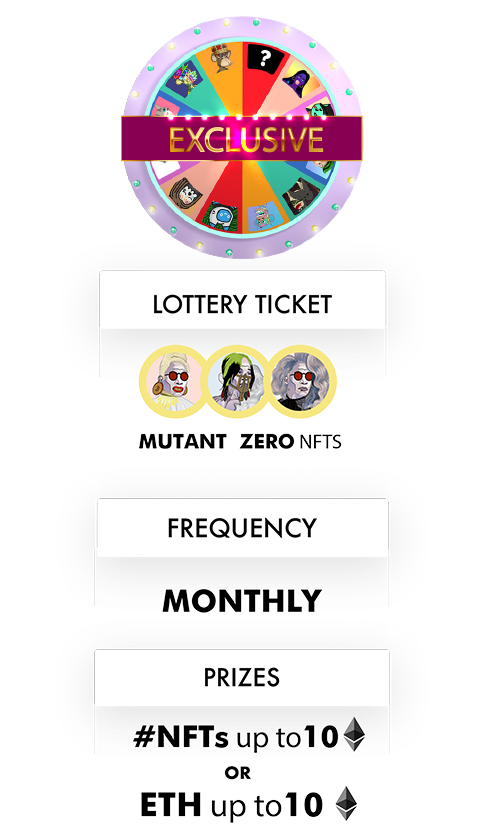 ?
EXCLUSIVE
LOTTERY TICKET
MUTANT ZERO NFTS
FREQUENCY
MONTHLY
PRIZES
#NFTs up to10
OR
ETH up to10